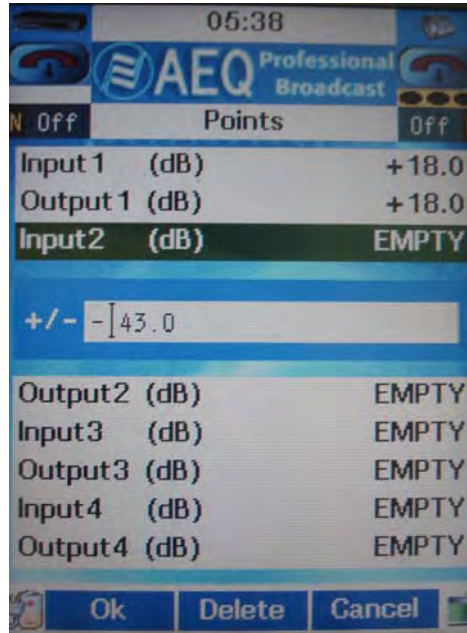 05:38
AEQ Professional Broadcast
N Off Points Off
Input1 (dB) +18.0
Output1 (dB) +18.0
Input2 (dB) EMPTY
+/- -43.0
Output2 (dB) EMPTY
Input3 (dB) EMPTY
Output3 (dB) EMPTY
Input4 (dB) EMPTY
Output4 (dB) EMPTY
Ok Delete Cancel